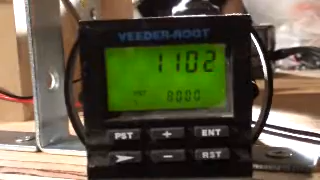 VEEDER-ROOT
1102
PST 8000
PST + ENT
➤ − RST